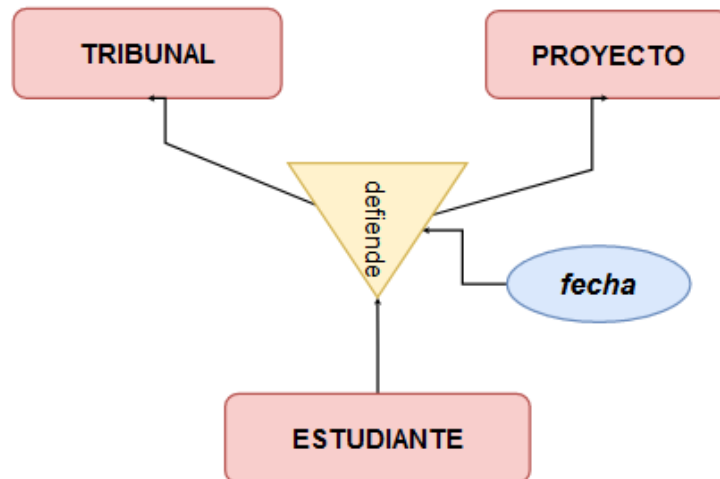 TRIBUNAL
PROYECTO
defiende
fecha
ESTUDIANTE